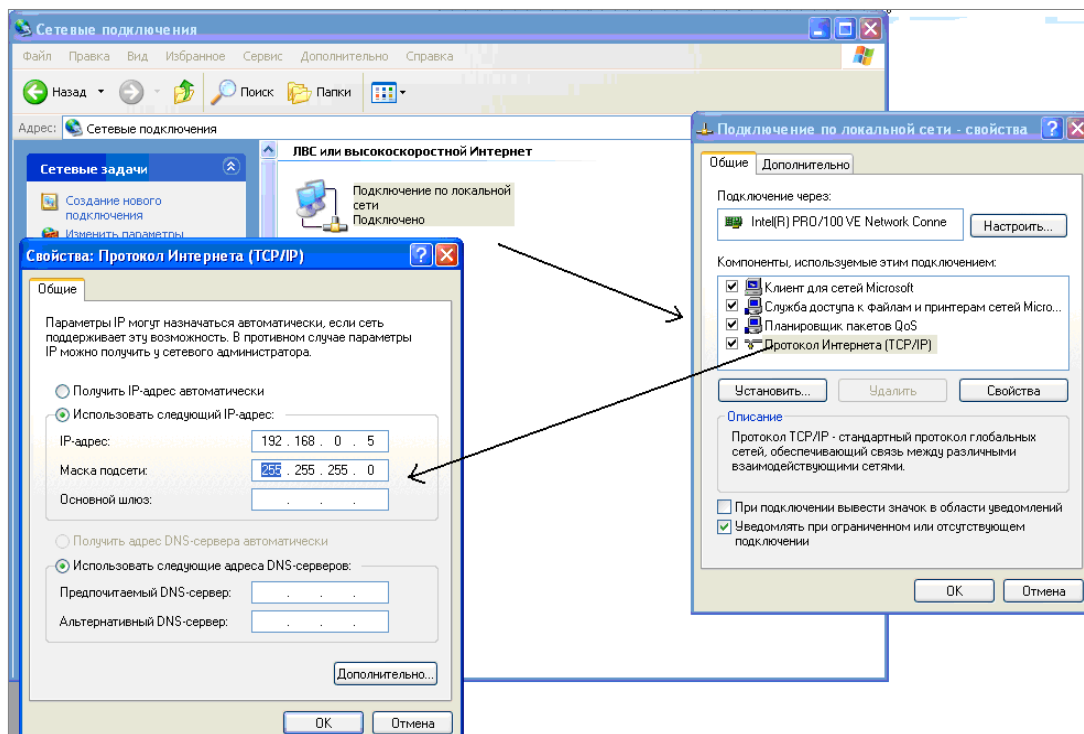 Сетевые подключения
Файл Правка Вид Избранное Сервис Дополнительно Справка
Назад Поиск Папки
Адрес: Сетевые подключения
Сетевые задачи
Создание нового
подключения
Изменить параметры
ЛВС или высокоскоростной Интернет
Подключение по локальной
сети
Подключено
Подключение по локальной сети - свойства
Общие Дополнительно
Подключение через:
Intel(R) PRO/100 VE Network Conne
Настроить...
Компоненты, используемые этим подключением:
Клиент для сетей Microsoft
Служба доступа к файлам и принтерам сетей Micro...
Планировщик пакетов QoS
Протокол Интернета (TCP/IP)
Установить... Удалить Свойства
Описание
Протокол TCP/IP - стандартный протокол глобальных
сетей, обеспечивающий связь между различными
взаимодействующими сетями.
При подключении вывести значок в области уведомлений
Уведомлять при ограниченном или отсутствующем
подключении
OK Отмена
Свойства: Протокол Интернета (TCP/IP)
Общие
Параметры IP могут назначаться автоматически, если сеть
поддерживает эту возможность. В противном случае параметры
IP можно получить у сетевого администратора.
Получить IP-адрес автоматически
Использовать следующий IP-адрес:
IP-адрес: 192 . 168 . 0 . 5
Маска подсети: 255 . 255 . 255 . 0
Основной шлюз: . . .
Получить адрес DNS-сервера автоматически
Использовать следующие адреса DNS-серверов:
Предпочитаемый DNS-сервер: . . .
Альтернативный DNS-сервер: . . .
Дополнительно...
OK Отмена